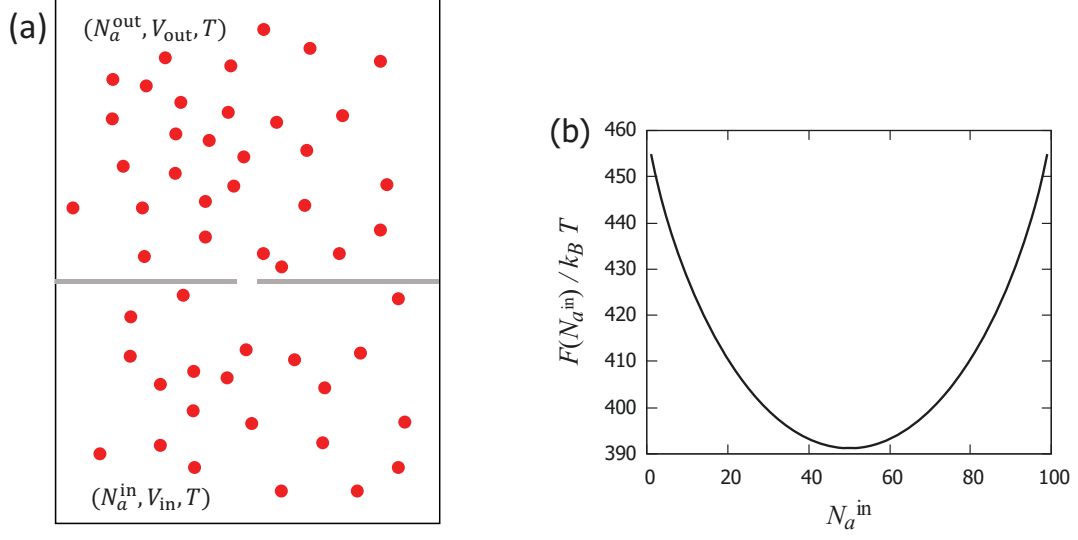 (a)
(N_a^out, V_out, T)
(N_a^in, V_in, T)
(b)
460
450
440
430
420
410
400
390
F(N_a^in) / k_B T
0
20
40
60
80
100
N_a^in